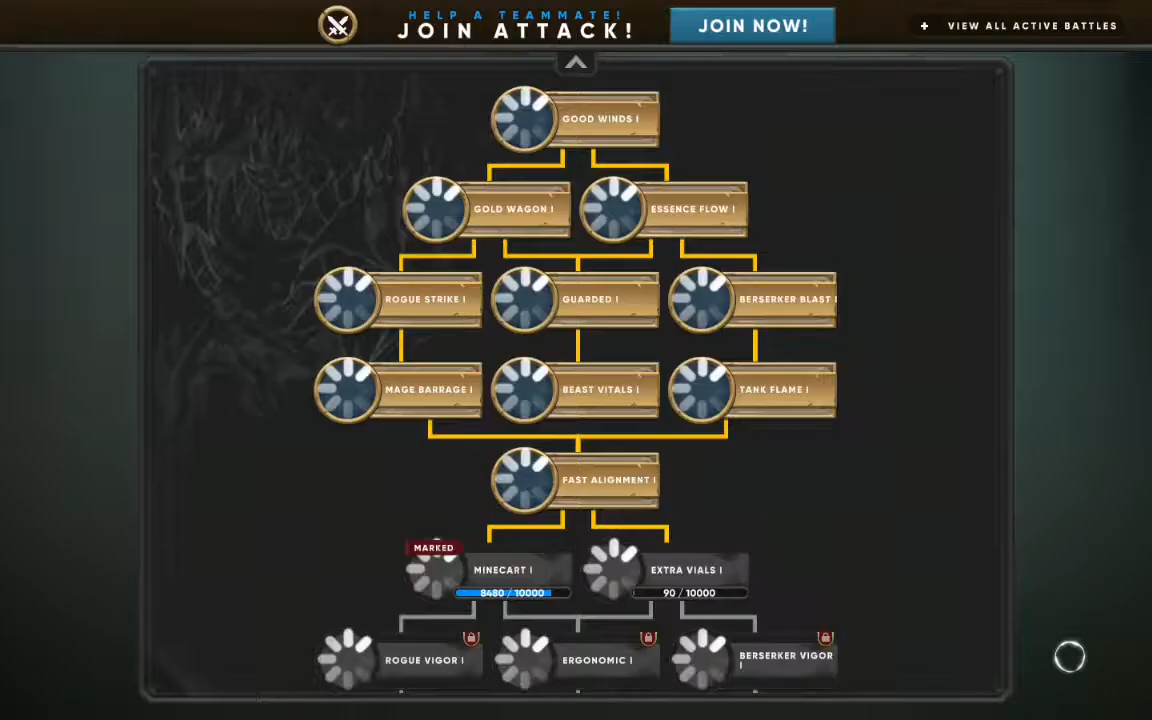 HELP A TEAMMATE!
JOIN ATTACK!
JOIN NOW!
+ VIEW ALL ACTIVE BATTLES
GOOD WINDS I
GOLD WAGON I
ESSENCE FLOW I
ROGUE STRIKE I
GUARDED I
BERSERKER BLAST I
MAGE BARRAGE I
BEAST VITALS I
TANK FLAME I
FAST ALIGNMENT I
MARKED
MINECART I
8480 / 10000
EXTRA VIALS I
90 / 10000
ROGUE VIGOR I
ERGONOMIC I
BERSERKER VIGOR
I